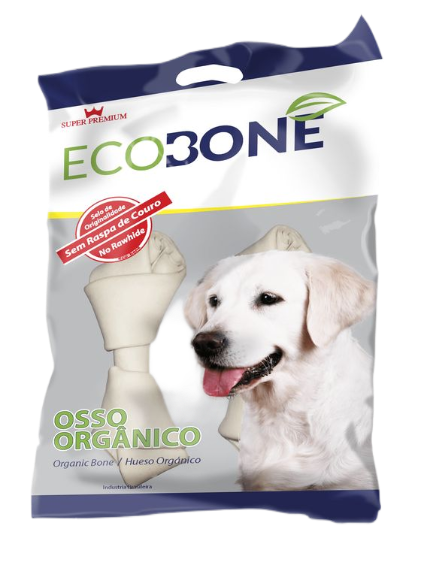 SUPER PREMIUM
ECOBONE
Selo de
Originalidade
Sem Raspa de Couro
No Rawhide
OSSO
ORGÂNICO
Organic Bone / Hueso Orgánico
Indústria Brasileira